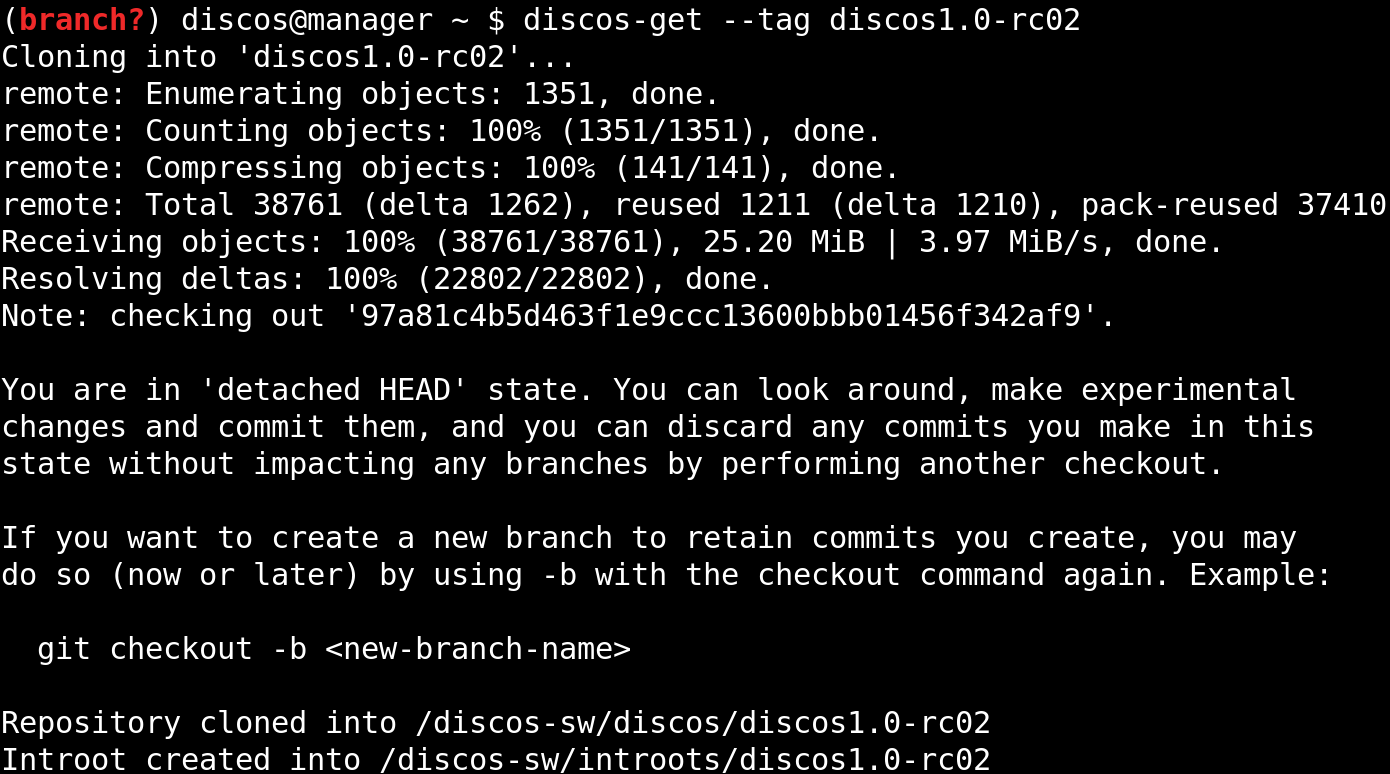 (branch?) discos@manager ~ $ discos-get --tag discos1.0-rc02
Cloning into 'discos1.0-rc02'...
remote: Enumerating objects: 1351, done.
remote: Counting objects: 100% (1351/1351), done.
remote: Compressing objects: 100% (141/141), done.
remote: Total 38761 (delta 1262), reused 1211 (delta 1210), pack-reused 37410
Receiving objects: 100% (38761/38761), 25.20 MiB | 3.97 MiB/s, done.
Resolving deltas: 100% (22802/22802), done.
Note: checking out '97a81c4b5d463f1e9ccc13600bbb01456f342af9'.

You are in 'detached HEAD' state. You can look around, make experimental
changes and commit them, and you can discard any commits you make in this
state without impacting any branches by performing another checkout.

If you want to create a new branch to retain commits you create, you may
do so (now or later) by using -b with the checkout command again. Example:

  git checkout -b <new-branch-name>

Repository cloned into /discos-sw/discos/discos1.0-rc02
Introot created into /discos-sw/introots/discos1.0-rc02